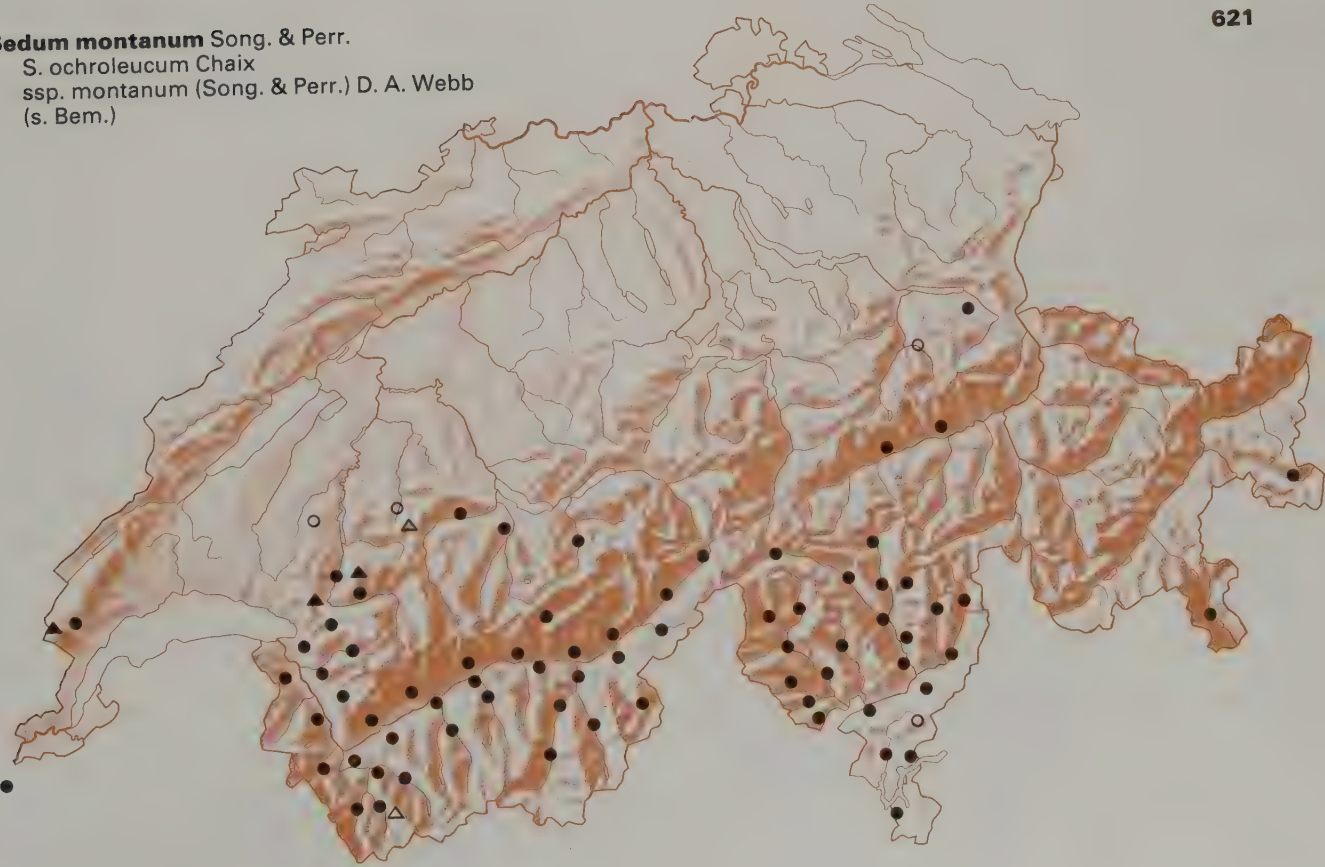 Sedum montanum Song. & Perr.
S. ochroleucum Chaix
ssp. montanum (Song. & Perr.) D. A. Webb
(s. Bem.)
621